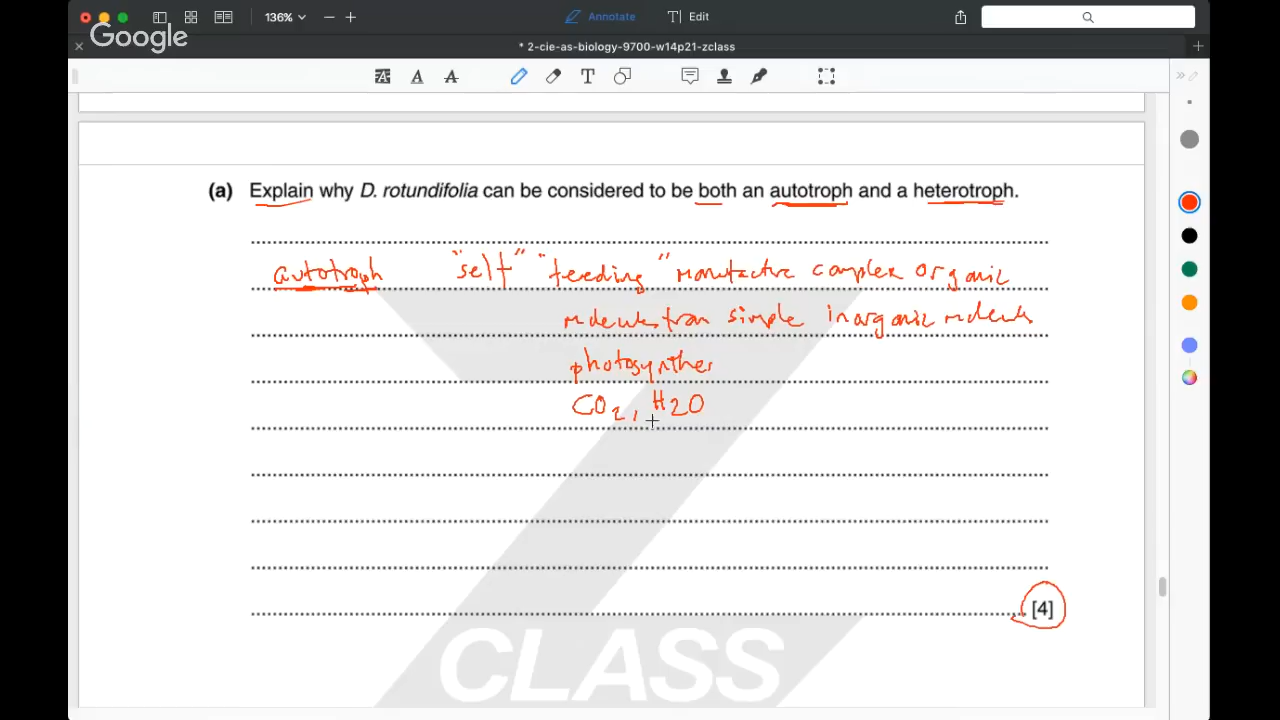 136%
Annotate
T Edit
Google
* 2-cie-as-biology-9700-w14p21-zclass
(a) Explain why D. rotundifolia can be considered to be both an autotroph and a heterotroph.
autotroph "self" "feeding" manufacture complex organic
molecules from simple inorganic molecules
photosynthes
CO2, H2O
[4]
CLASS